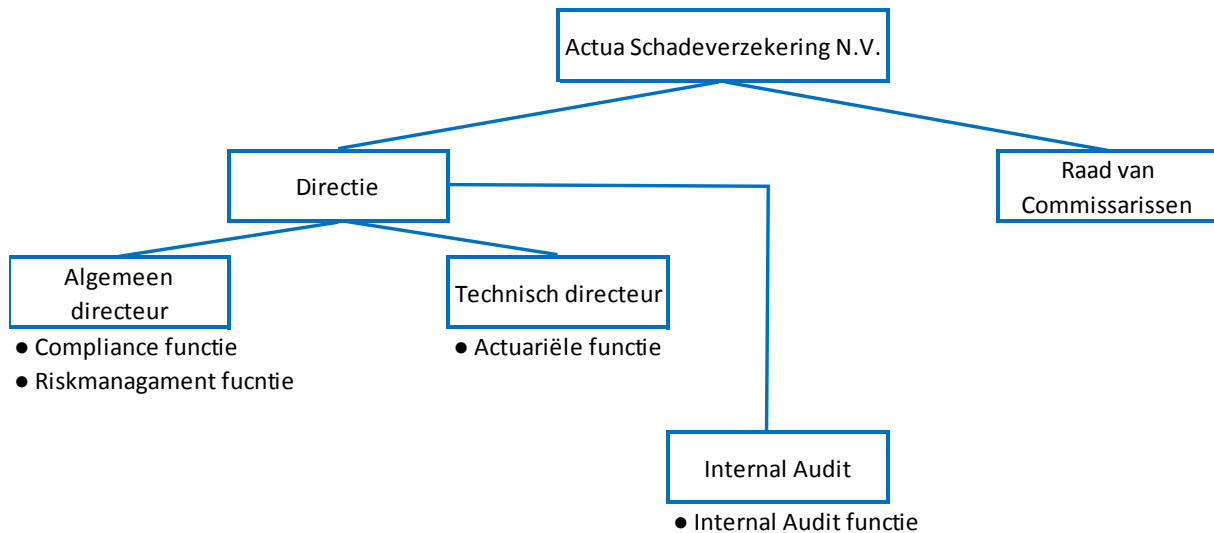 Actua Schadeverzekering N.V.
Directie
Raad van
Commissarissen
Algemeen
directeur
Technisch directeur
● Compliance functie
● Riskmanagament fucntie
● Actuariële functie
Internal Audit
● Internal Audit functie